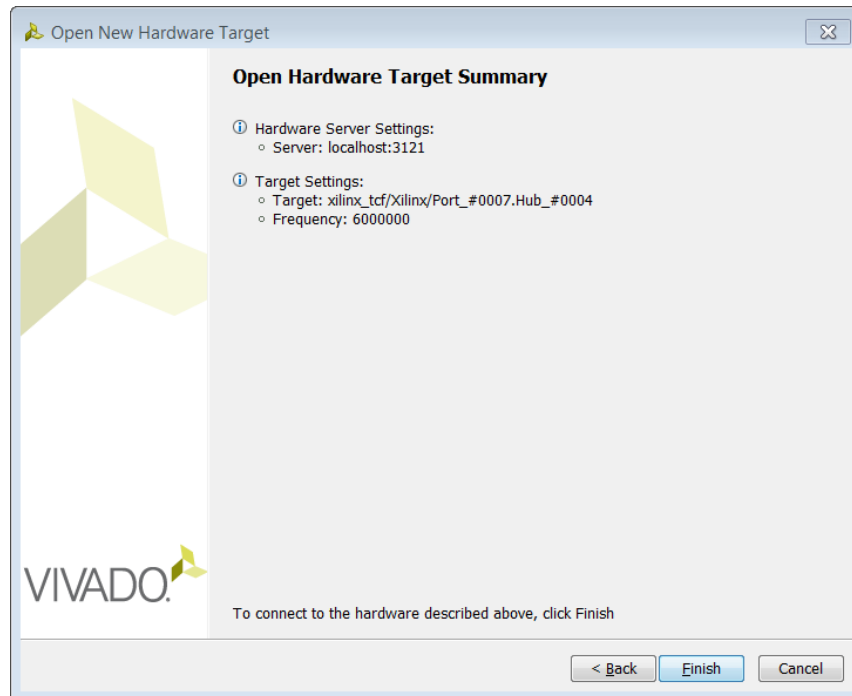 Open New Hardware Target
Open Hardware Target Summary
Hardware Server Settings:
Server: localhost:3121
Target Settings:
Target: xilinx_tcf/Xilinx/Port_#0007.Hub_#0004
Frequency: 6000000
VIVADO.
To connect to the hardware described above, click Finish
< Back
Finish
Cancel